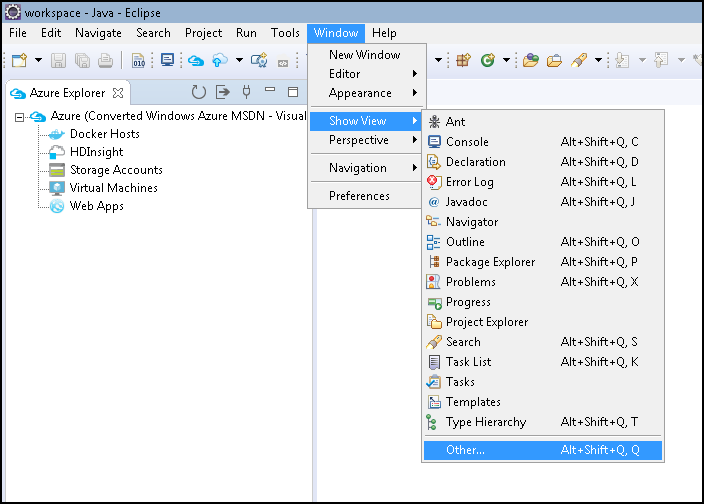 workspace - Java - Eclipse
File Edit Navigate Search Project Run Tools Window Help
010
Azure Explorer
Azure (Converted Windows Azure MSDN - Visual
Docker Hosts
HDInsight
Storage Accounts
Virtual Machines
Web Apps
New Window
Editor
Appearance
Show View
Perspective
Navigation
Preferences
Ant
Console Alt+Shift+Q, C
Declaration Alt+Shift+Q, D
Error Log Alt+Shift+Q, L
@ Javadoc Alt+Shift+Q, J
Navigator
Outline Alt+Shift+Q, O
Package Explorer Alt+Shift+Q, P
Problems Alt+Shift+Q, X
Progress
Project Explorer
Search Alt+Shift+Q, S
Task List Alt+Shift+Q, K
Tasks
Templates
Type Hierarchy Alt+Shift+Q, T
Other... Alt+Shift+Q, Q